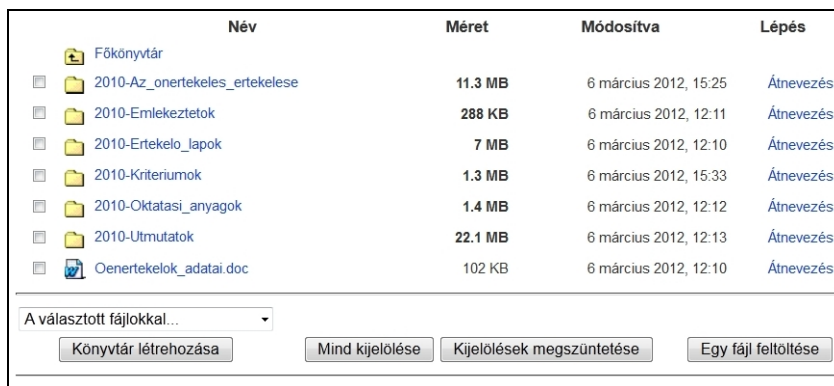 Név Méret Módosítva Lépés
Főkönyvtár
2010-Az_onertekeles_ertekelese 11.3 MB 6 március 2012, 15:25 Átnevezés
2010-Emlekeztetok 288 KB 6 március 2012, 12:11 Átnevezés
2010-Ertekelo_lapok 7 MB 6 március 2012, 12:10 Átnevezés
2010-Kriteriumok 1.3 MB 6 március 2012, 15:33 Átnevezés
2010-Oktatasi_anyagok 1.4 MB 6 március 2012, 12:12 Átnevezés
2010-Utmutatok 22.1 MB 6 március 2012, 12:13 Átnevezés
Oenertekelok_adatai.doc 102 KB 6 március 2012, 12:10 Átnevezés
A választott fájlokkal...
Könyvtár létrehozása Mind kijelölése Kijelölések megszüntetése Egy fájl feltöltése